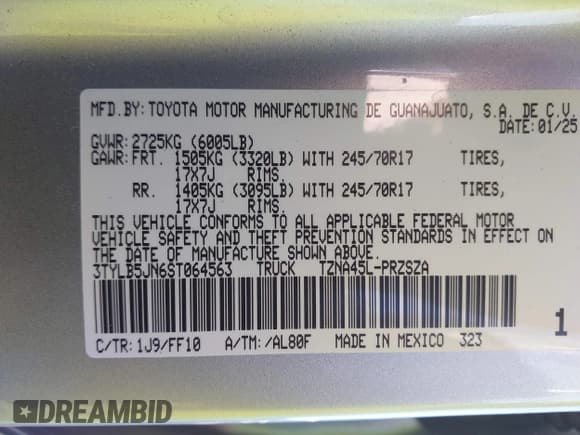 MFD.BY: TOYOTA MOTOR MANUFACTURING DE GUANAJUATO, S.A. DE C.V.
DATE: 01/25
GVWR: 2725KG (6005LB)
GAWR: FRT. 1505KG (3320LB) WITH 245/70R17 TIRES,
17X7J RIMS.
RR. 1405KG (3095LB) WITH 245/70R17 TIRES,
17X7J RIMS.
THIS VEHICLE CONFORMS TO ALL APPLICABLE FEDERAL MOTOR
VEHICLE SAFETY AND THEFT PREVENTION STANDARDS IN EFFECT ON
THE DATE OF MANUFACTURE SHOWN ABOVE.
3TYLB5JN6ST064563 TRUCK TZNA45L-PRZSZA
1
C/TR: 1J9/FF10 A/TM: /AL80F MADE IN MEXICO 323
DREAMBID